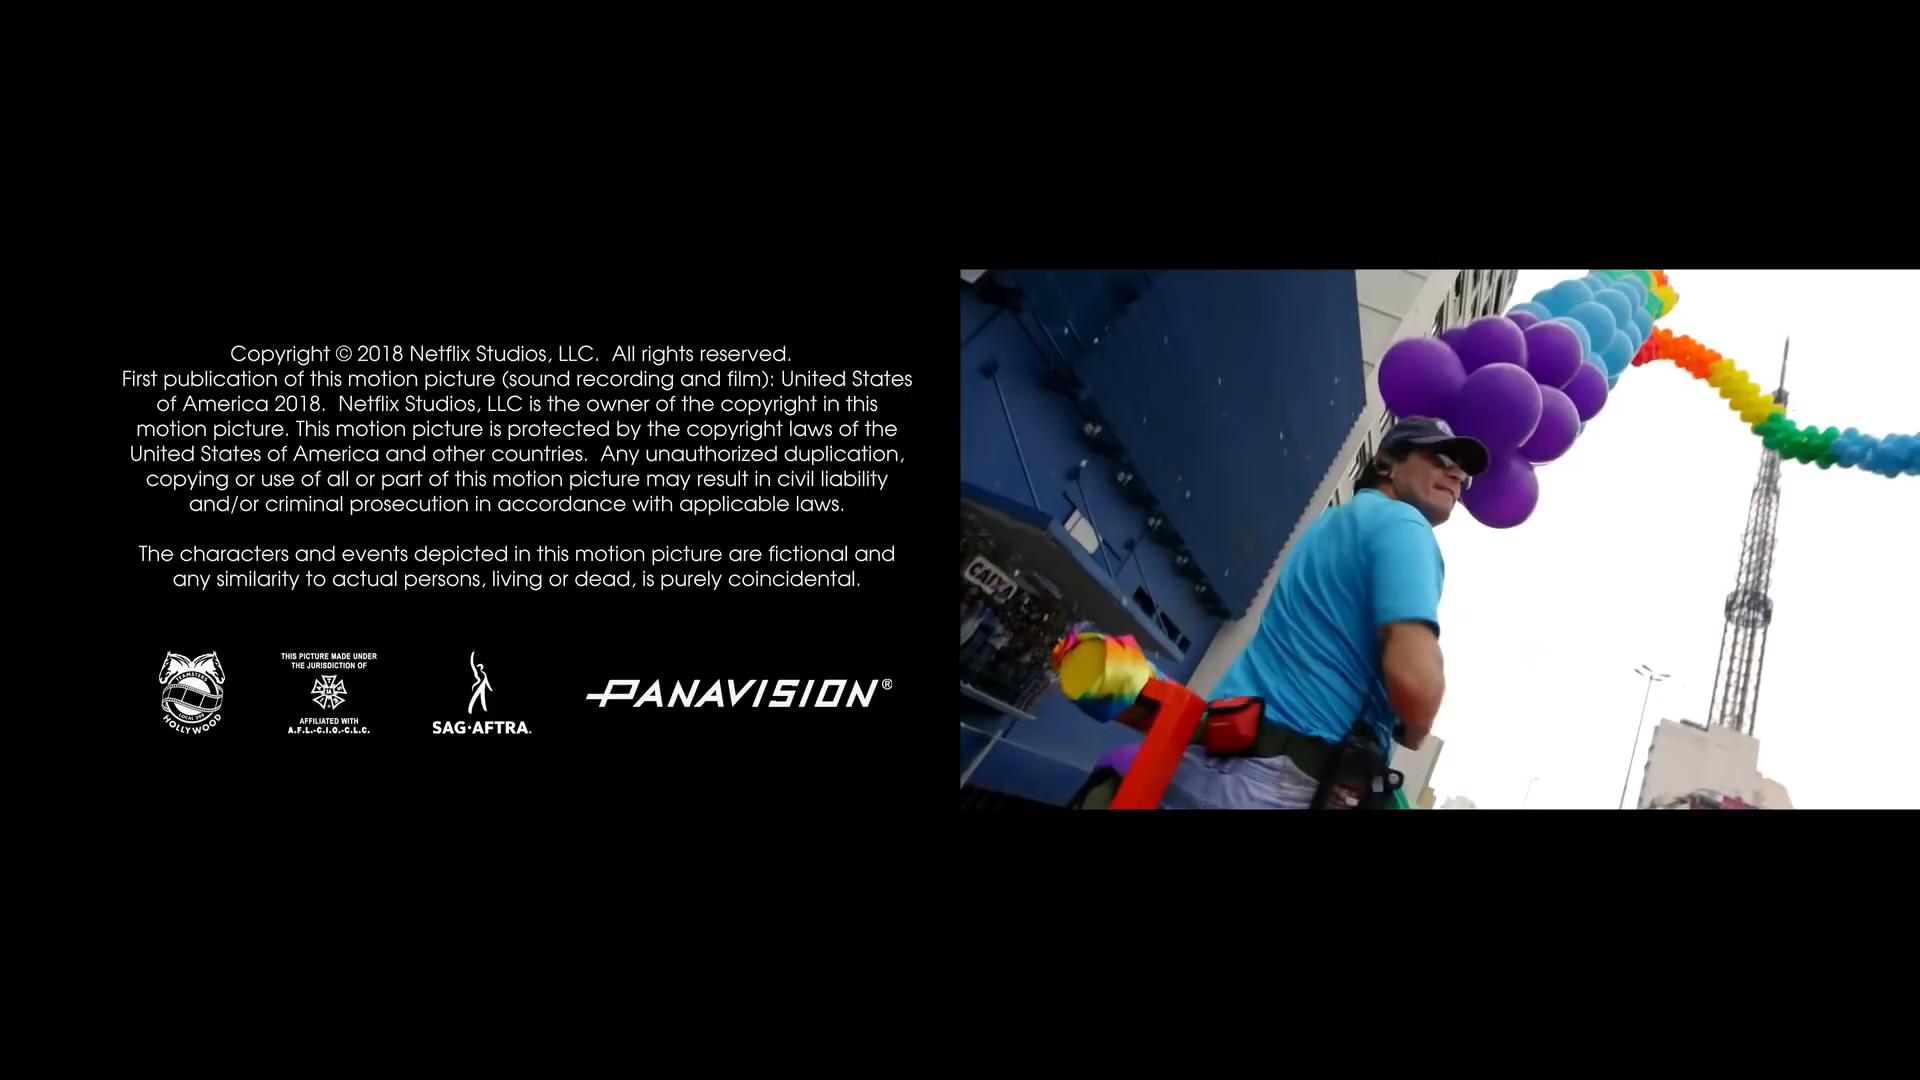 Copyright © 2018 Netflix Studios, LLC.  All rights reserved.
First publication of this motion picture (sound recording and film): United States
of America 2018.  Netflix Studios, LLC is the owner of the copyright in this
motion picture. This motion picture is protected by the copyright laws of the
United States of America and other countries.  Any unauthorized duplication,
copying or use of all or part of this motion picture may result in civil liability
and/or criminal prosecution in accordance with applicable laws.
The characters and events depicted in this motion picture are fictional and
any similarity to actual persons, living or dead, is purely coincidental.
TEAMSTERS
LOCAL 399
HOLLYWOOD
THIS PICTURE MADE UNDER
THE JURISDICTION OF
IA
AFFILIATED WITH
A.F.L.-C.I.O.-C.L.C.
SAG·AFTRA.
PANAVISION®
CAIXA